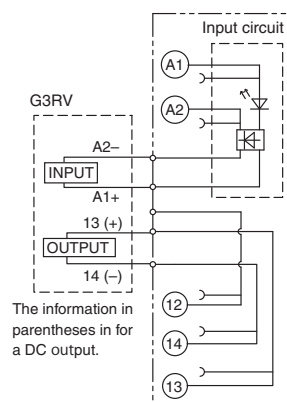 Input circuit
A1
A2
G3RV
A2–
INPUT
A1+
13 (+)
OUTPUT
14 (–)
The information in
parentheses in for
a DC output.
12
14
13